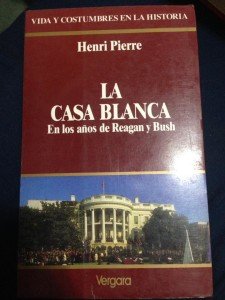 VIDA Y COSTUMBRES EN LA HISTORIA
Henri Pierre
LA
CASA BLANCA
En los años de Reagan y Bush
Vergara